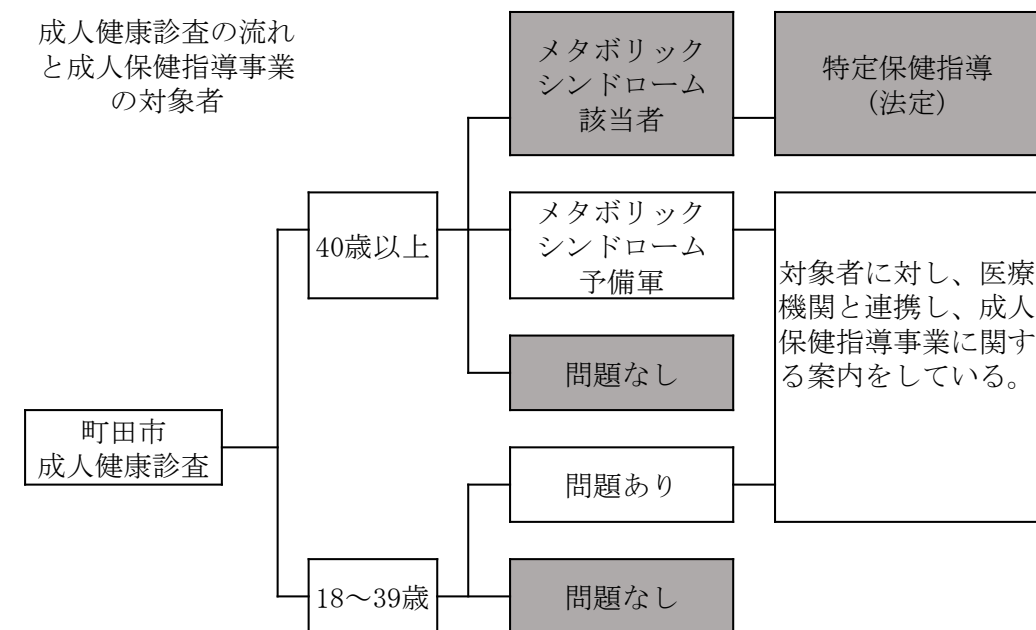 成人健康診査の流れ
と成人保健指導事業
の対象者
メタボリック
シンドローム
該当者
特定保健指導
(法定)
40歳以上
メタボリック
シンドローム
予備軍
対象者に対し、医療
機関と連携し、成人
保健指導事業に関す
る案内をしている。
問題なし
町田市
成人健康診査
問題あり
18～39歳
問題なし